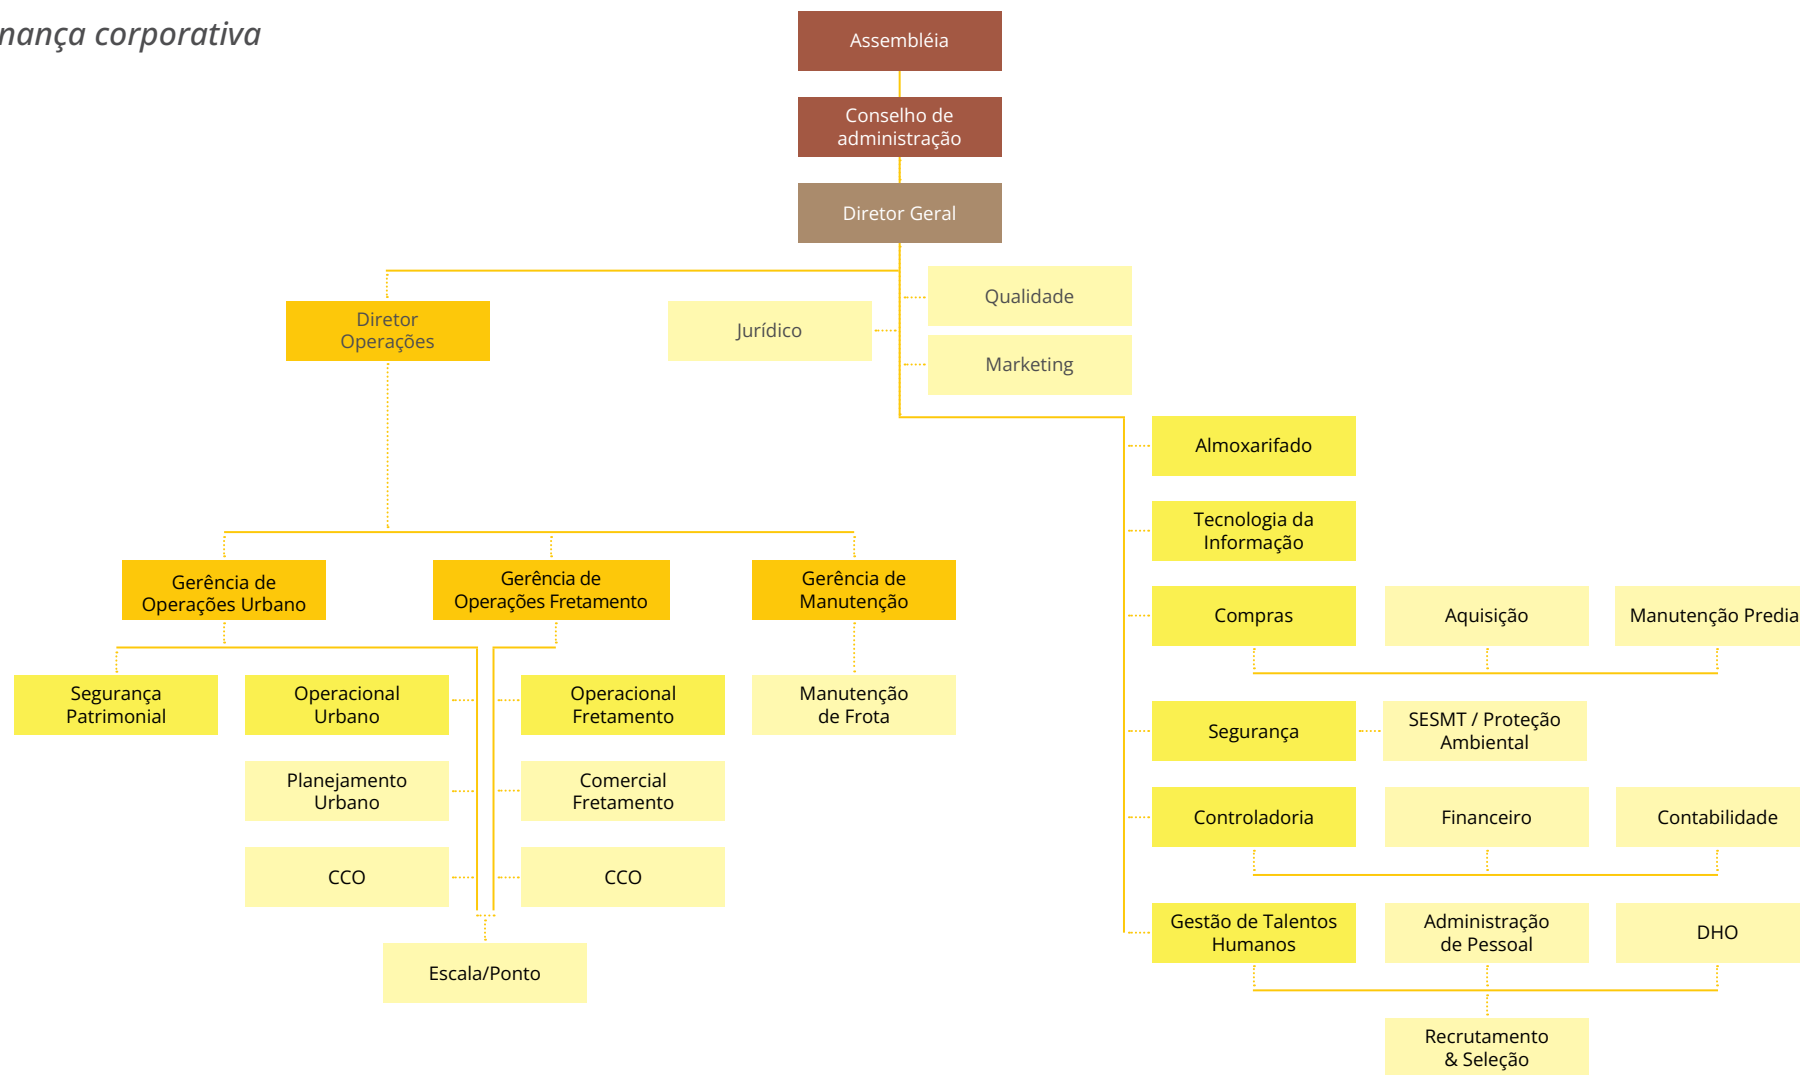 nança corporativa
Assembléia
Conselho de
administração
Diretor Geral
Diretor
Operações
Jurídico
Qualidade
Marketing
Almoxarifado
Tecnologia da
Informação
Compras
Aquisição
Manutenção Predia
Segurança
SESMT / Proteção
Ambiental
Controladoria
Financeiro
Contabilidade
Gestão de Talentos
Humanos
Administração
de Pessoal
DHO
Recrutamento
& Seleção
Gerência de
Operações Urbano
Gerência de
Operações Fretamento
Gerência de
Manutenção
Segurança
Patrimonial
Operacional
Urbano
Operacional
Fretamento
Manutenção
de Frota
Planejamento
Urbano
Comercial
Fretamento
CCO
CCO
Escala/Ponto